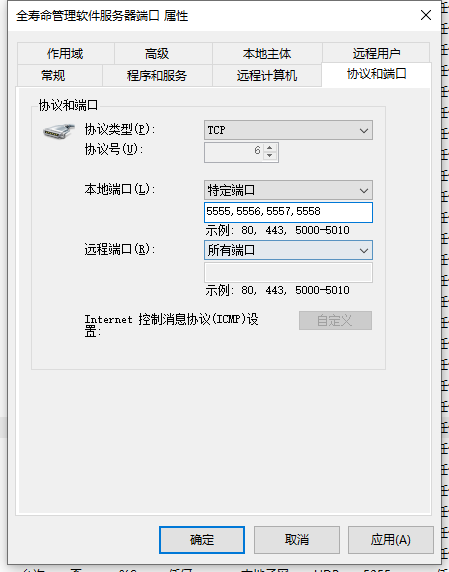 全寿命管理软件服务器端口 属性
作用域 高级 本地主体 远程用户
常规 程序和服务 远程计算机 协议和端口
协议和端口
协议类型(P): TCP
协议号(U): 6
本地端口(L): 特定端口
5555,5556,5557,5558
示例: 80, 443, 5000-5010
远程端口(R): 所有端口
示例: 80, 443, 5000-5010
Internet 控制消息协议(ICMP)设
置:
自定义
确定 取消 应用(A)